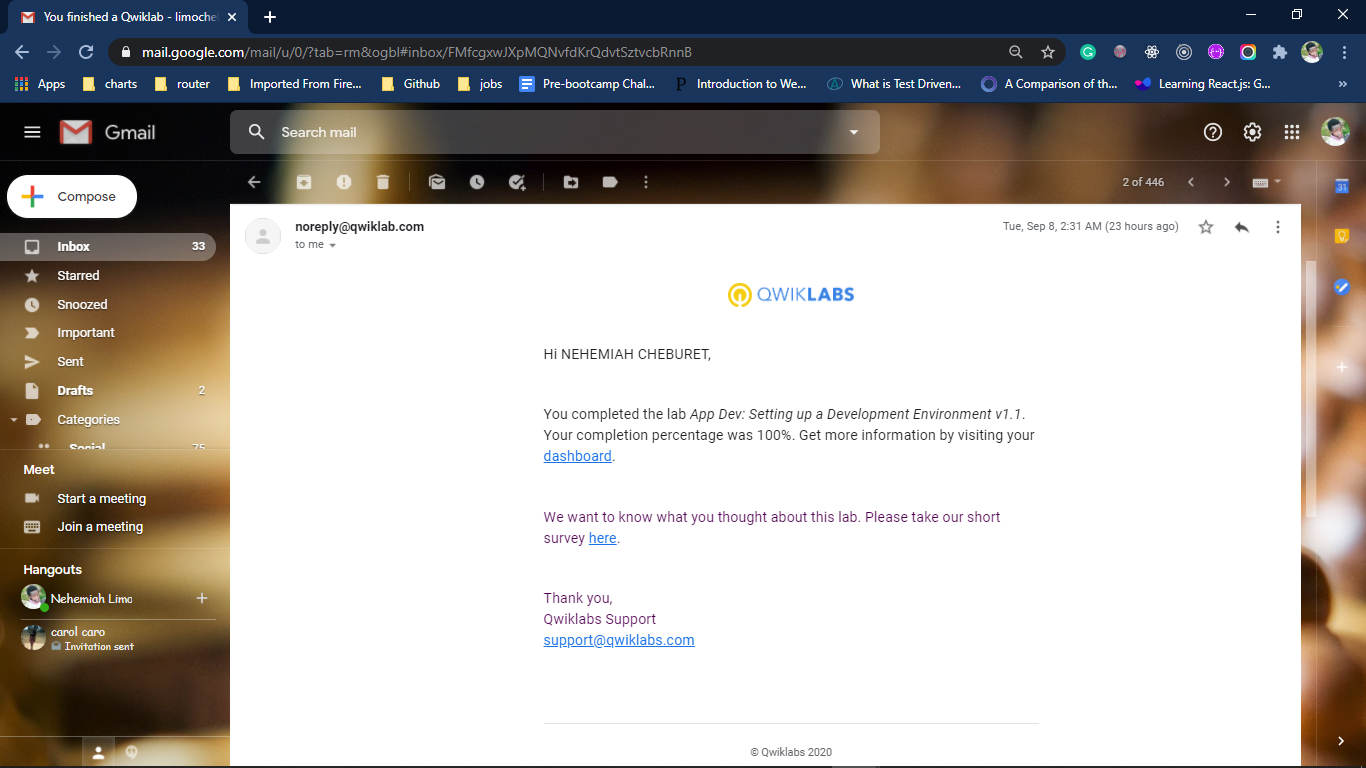 You finished a Qwiklab - limochel
mail.google.com/mail/u/0/?tab=rm&ogbl#inbox/FMfcgxwJXpMQNvfdKrQdvtSztvcbRnnB
Apps charts router Imported From Fire... Github jobs Pre-bootcamp Chal... Introduction to We... What is Test Driven... A Comparison of th... Learning React.js: G... »
Gmail
Search mail
Compose
2 of 446
Inbox 33
Starred
Snoozed
Important
Sent
Drafts 2
Categories
Social 75
Meet
Start a meeting
Join a meeting
Hangouts
Nehemiah Limo
carol caro
Invitation sent
noreply@qwiklab.com
to me
Tue, Sep 8, 2:31 AM (23 hours ago)
QWIKLABS
Hi NEHEMIAH CHEBURET,
You completed the lab App Dev: Setting up a Development Environment v1.1.
Your completion percentage was 100%. Get more information by visiting your
dashboard.
We want to know what you thought about this lab. Please take our short
survey here.
Thank you,
Qwiklabs Support
support@qwiklabs.com
© Qwiklabs 2020
31